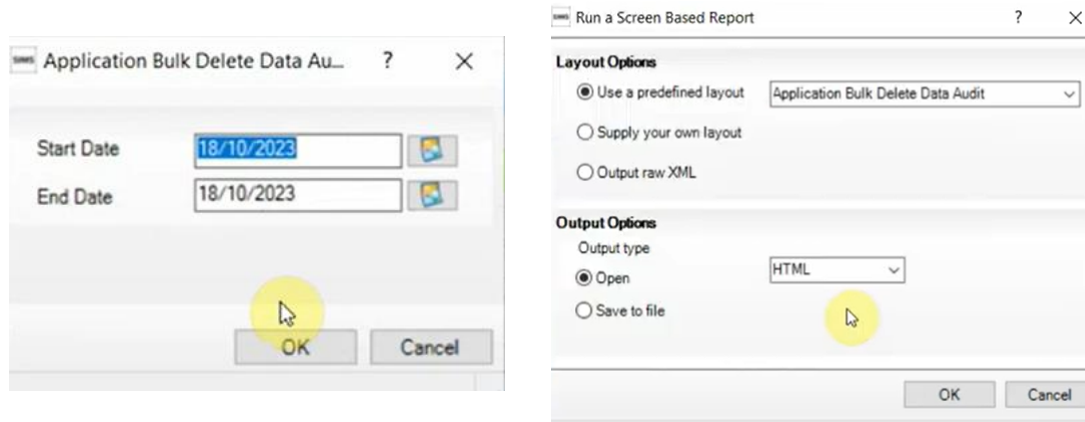 SIMS Application Bulk Delete Data Au... ?
Start Date 18/10/2023
End Date 18/10/2023
OK Cancel
SIMS Run a Screen Based Report ?
Layout Options
Use a predefined layout Application Bulk Delete Data Audit
Supply your own layout
Output raw XML
Output Options
Output type
Open HTML
Save to file
OK Cancel